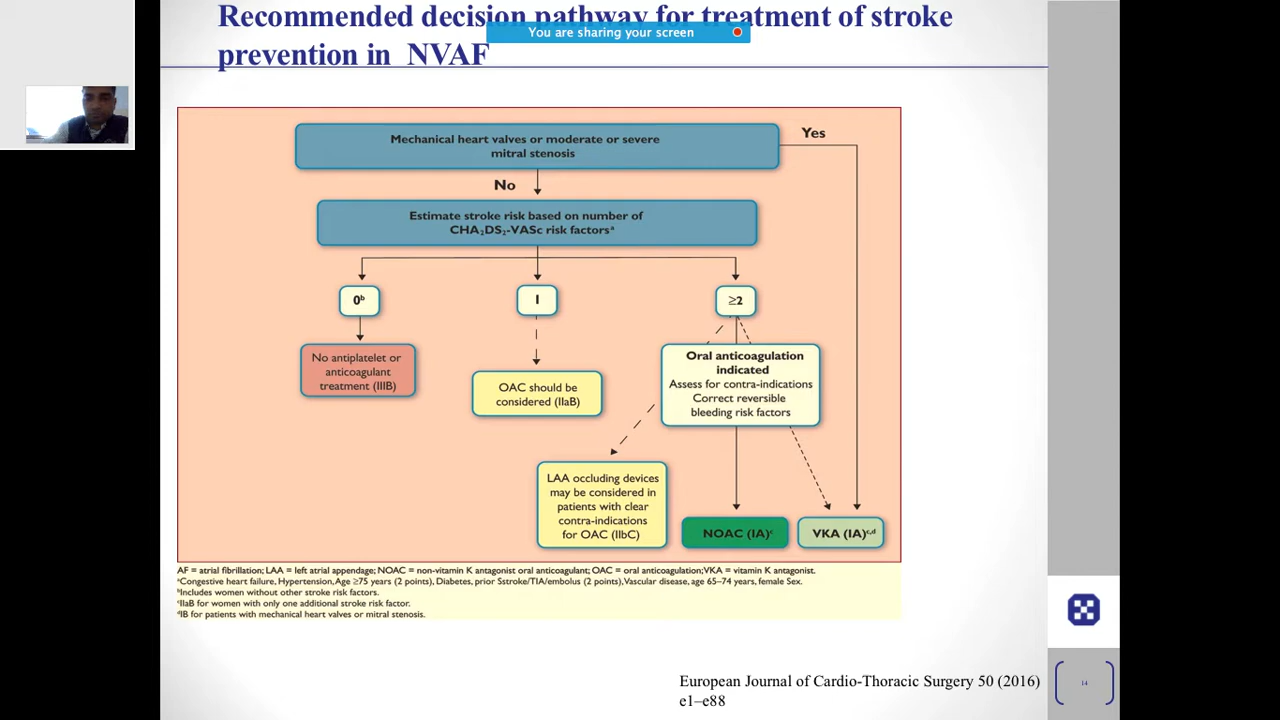 Recommended decision pathway for treatment of stroke
prevention in NVAF
You are sharing your screen
Mechanical heart valves or moderate or severe
mitral stenosis
Yes
No
Estimate stroke risk based on number of
CHA₂DS₂-VASc risk factorsᵃ
0ᵇ
1
≥2
No antiplatelet or
anticoagulant
treatment (IIIB)
OAC should be
considered (IIaB)
Oral anticoagulation
indicated
Assess for contra-indications
Correct reversible
bleeding risk factors
LAA occluding devices
may be considered in
patients with clear
contra-indications
for OAC (IIbC)
NOAC (IA)ᶜ
VKA (IA)ᶜ,ᵈ
AF = atrial fibrillation; LAA = left atrial appendage; NOAC = non-vitamin K antagonist oral anticoagulant; OAC = oral anticoagulation; VKA = vitamin K antagonist.
ᵃCongestive heart failure, Hypertension, Age ≥75 years (2 points), Diabetes, prior Sstroke/TIA/embolus (2 points), Vascular disease, age 65–74 years, female Sex.
ᵇIncludes women without other stroke risk factors.
ᶜIIaB for women with only one additional stroke risk factor.
ᵈIB for patients with mechanical heart valves or mitral stenosis.
European Journal of Cardio-Thoracic Surgery 50 (2016)
e1–e88
14